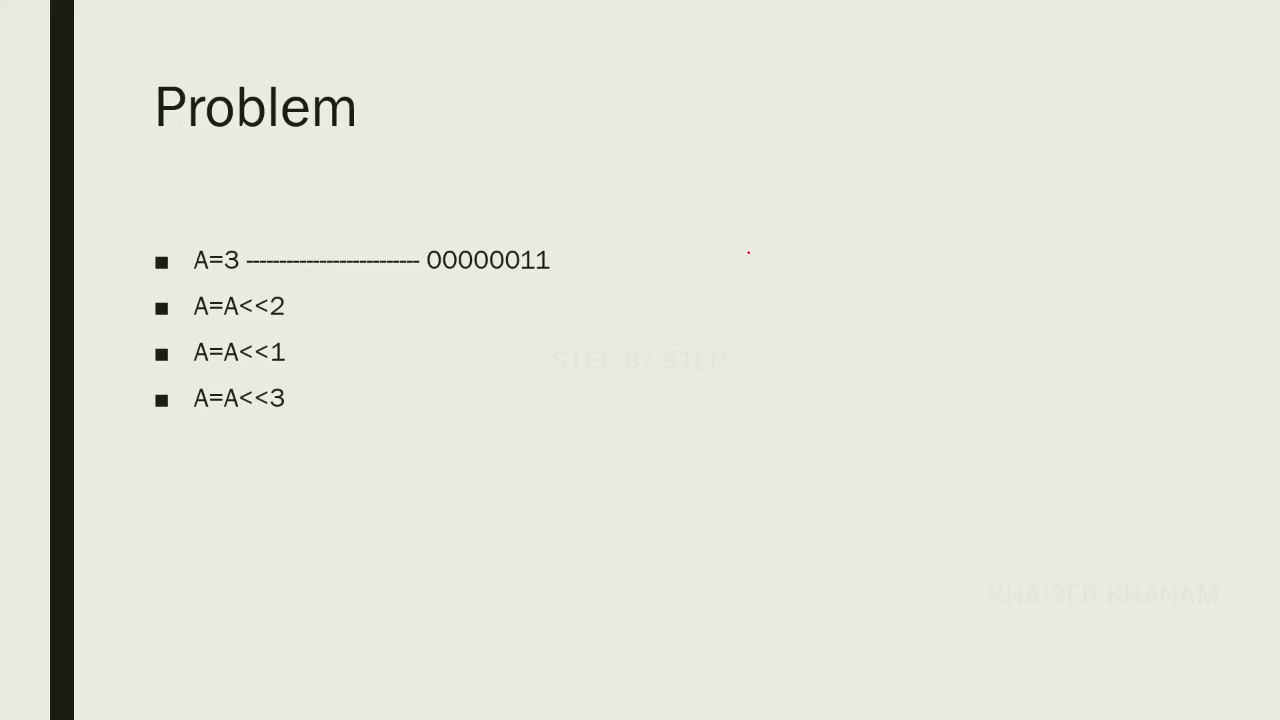 Problem
■ A=3 -------------------------- 00000011
■ A=A<<2
■ A=A<<1
STEP BY STEP
■ A=A<<3
KHAISER KHANAM